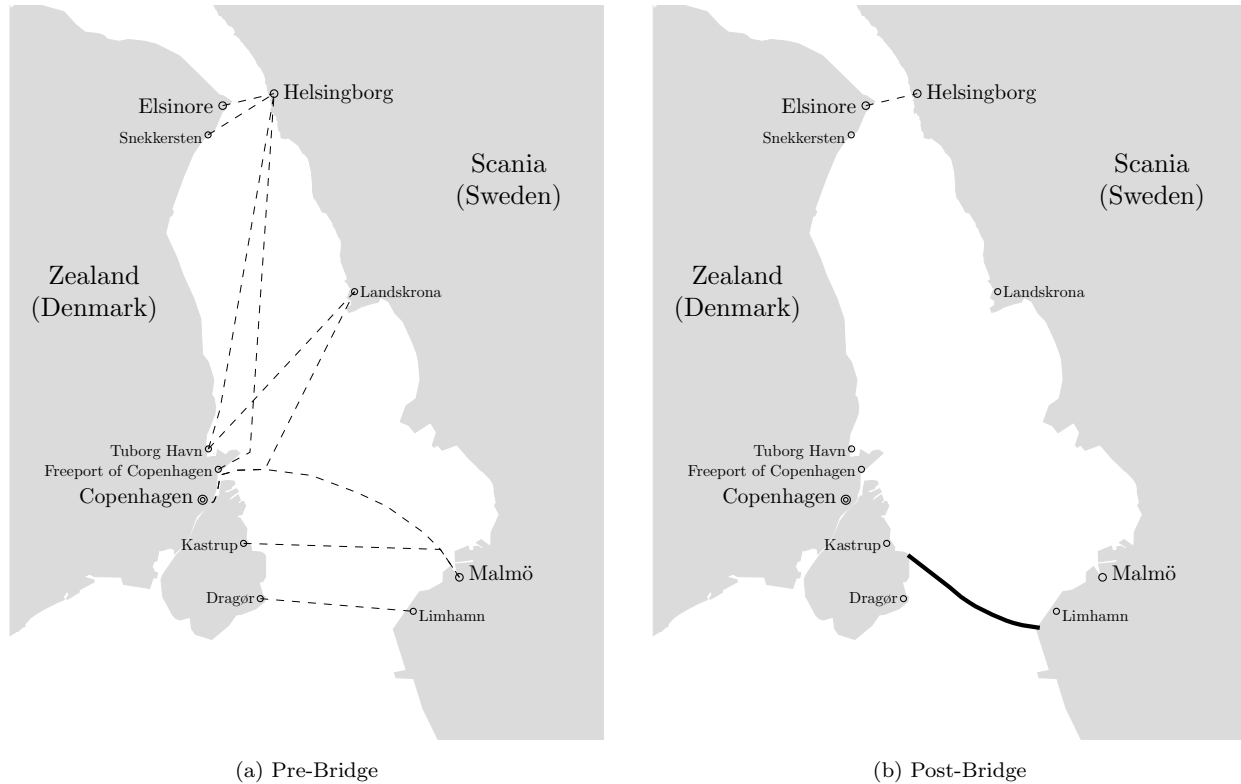 Helsingborg
Elsinore
Snekkersten
Scania
(Sweden)
Zealand
(Denmark)
Landskrona
Tuborg Havn
Freeport of Copenhagen
Copenhagen
Kastrup
Malmö
Dragør
Limhamn
(a) Pre-Bridge
Helsingborg
Elsinore
Snekkersten
Scania
(Sweden)
Zealand
(Denmark)
Landskrona
Tuborg Havn
Freeport of Copenhagen
Copenhagen
Kastrup
Malmö
Dragør
Limhamn
(b) Post-Bridge